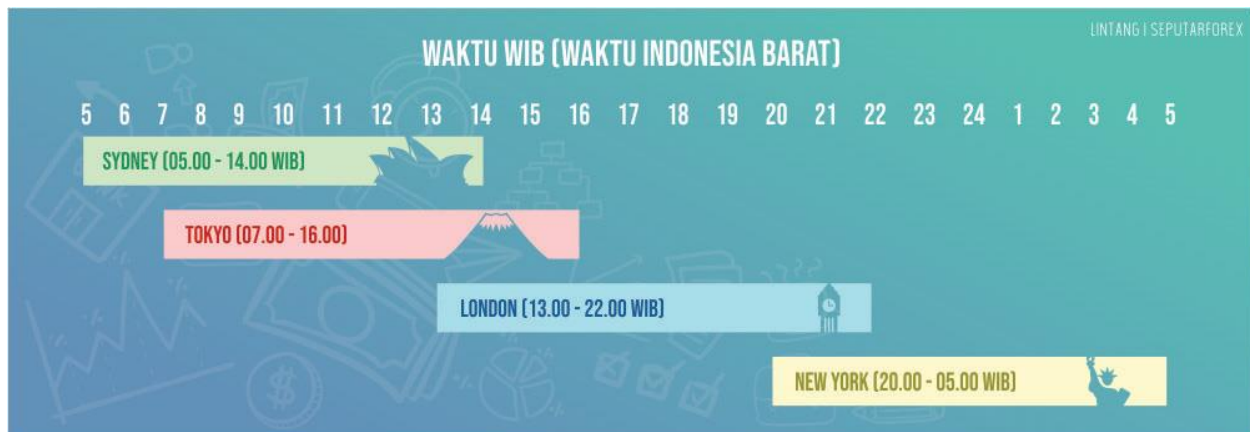 LINTANG | SEPUTARFOREX
WAKTU WIB (WAKTU INDONESIA BARAT)
5 6 7 8 9 10 11 12 13 14 15 16 17 18 19 20 21 22 23 24 1 2 3 4 5
SYDNEY (05.00 - 14.00 WIB)
TOKYO (07.00 - 16.00)
LONDON (13.00 - 22.00 WIB)
NEW YORK (20.00 - 05.00 WIB)